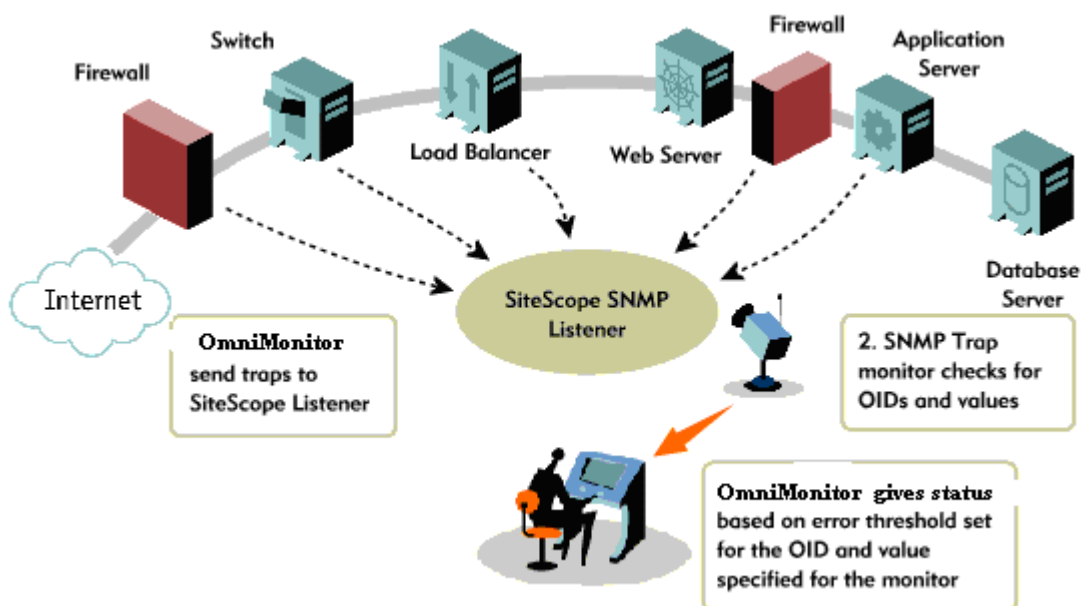 Firewall
Switch
Load Balancer
Web Server
Firewall
Application
Server
Database
Server
Internet
SiteScope SNMP
Listener
OmniMonitor
send traps to
SiteScope Listener
2. SNMP Trap
monitor checks for
OIDs and values
OmniMonitor gives status
based on error threshold set
for the OID and value
specified for the monitor